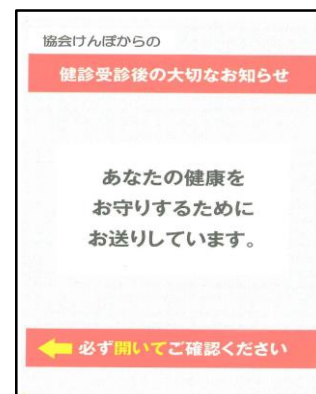 協会けんぽからの
健診受診後の大切なお知らせ
あなたの健康を
お守りするために
お送りしています。
必ず開いてご確認ください